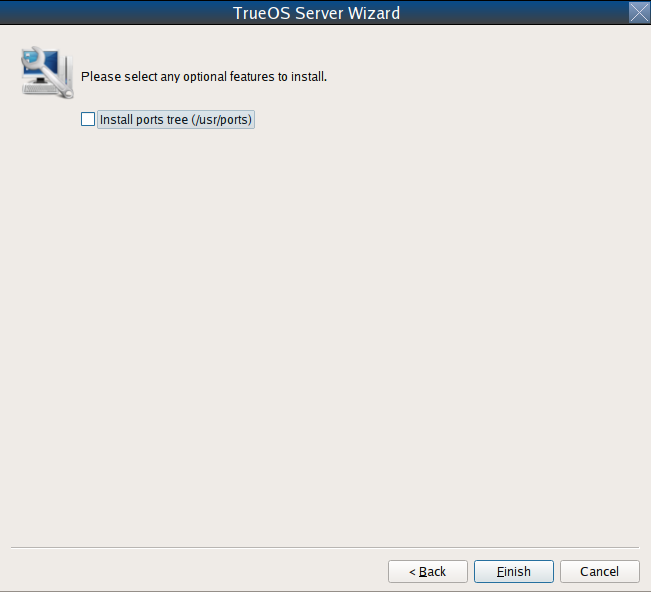 TrueOS Server Wizard
Please select any optional features to install.
Install ports tree (/usr/ports)
< Back
Finish
Cancel